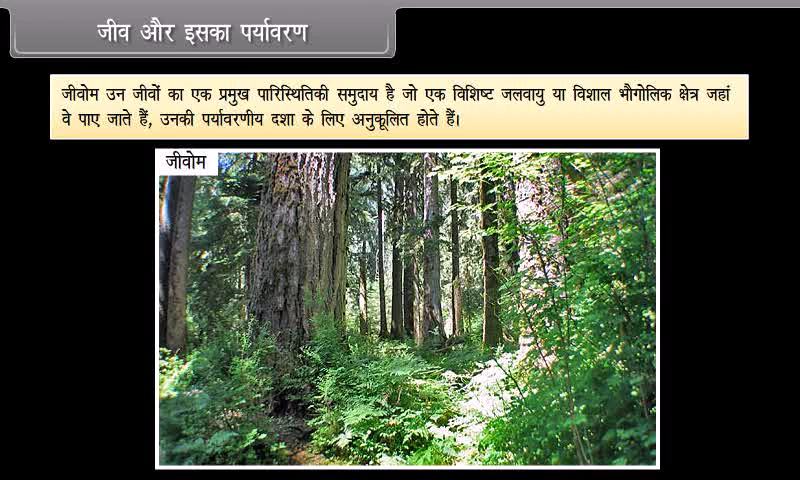 जीव और इसका पर्यावरण
जीवोम उन जीवों का एक प्रमुख पारिस्थितिकी समुदाय है जो एक विशिष्ट जलवायु या विशाल भौगोलिक क्षेत्र जहां
वे पाए जाते हैं, उनकी पर्यावरणीय दशा के लिए अनुकूलित होते हैं।
जीवोम